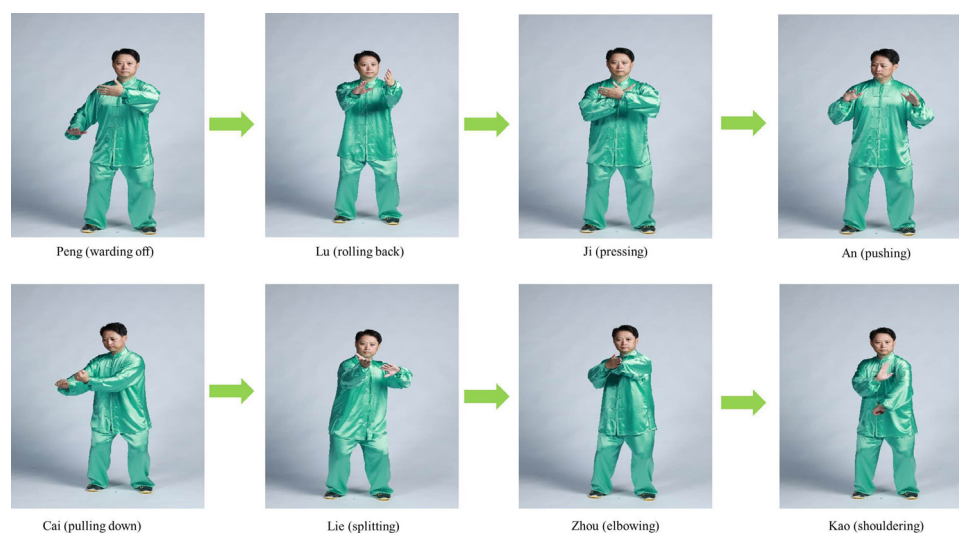 Peng (warding off)
Lu (rolling back)
Ji (pressing)
An (pushing)
Cai (pulling down)
Lie (splitting)
Zhou (elbowing)
Kao (shouldering)